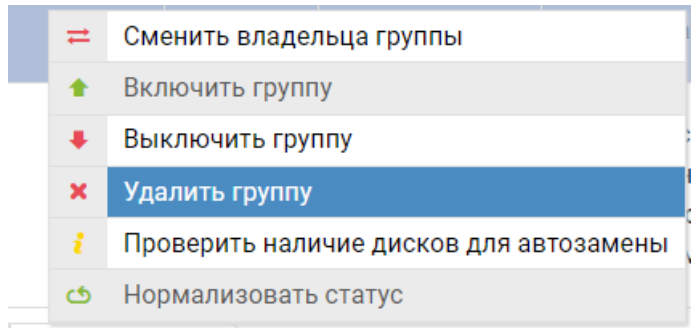 Сменить владельца группы
Включить группу
Выключить группу
Удалить группу
Проверить наличие дисков для автозамены
Нормализовать статус